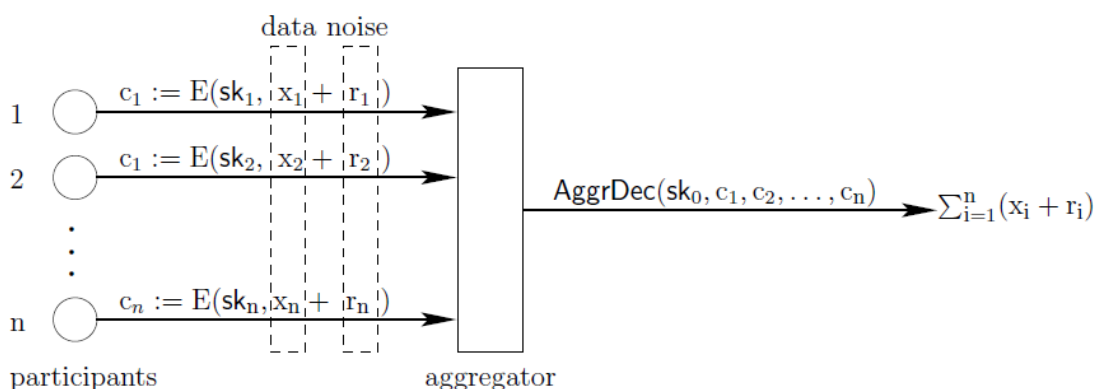 data noise
1 c₁ := E(sk₁, x₁ + r₁)
2 c₁ := E(sk₂, x₂ + r₂)
AggrDec(sk₀, c₁, c₂, . . . , cₙ) ∑ⁿᵢ₌₁(xᵢ + rᵢ)
n cₙ := E(skₙ, xₙ + rₙ)
participants aggregator